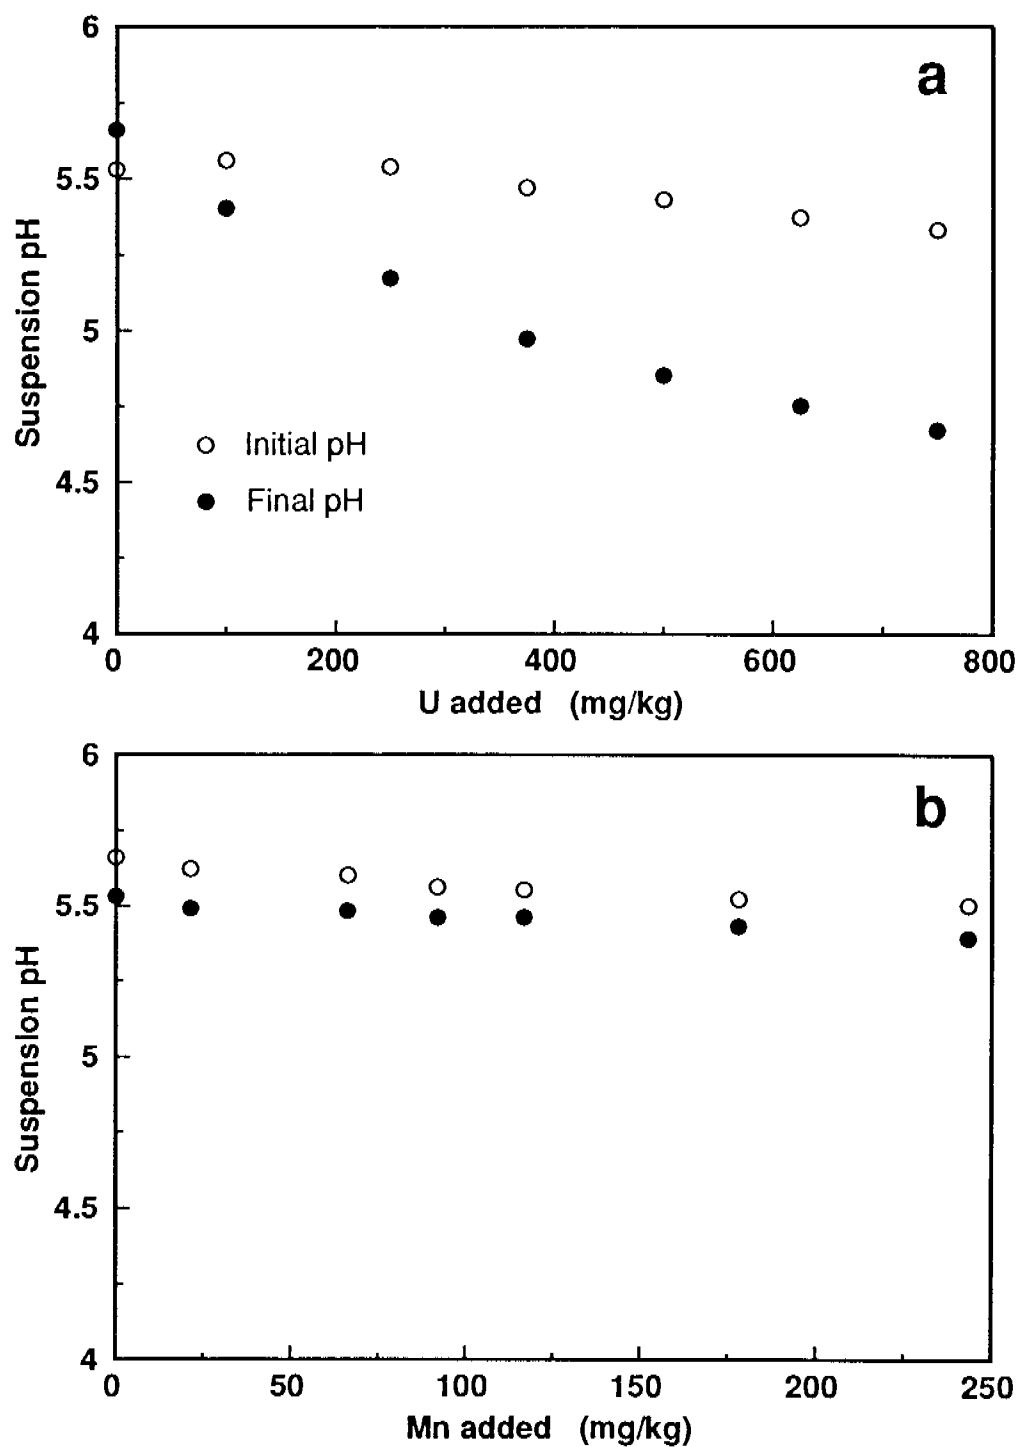 6
a
5.5
Suspension pH
5
Initial pH
4.5
Final pH
4
0 200 400 600 800
U added (mg/kg)
6
b
5.5
Suspension pH
5
4.5
4
0 50 100 150 200 250
Mn added (mg/kg)